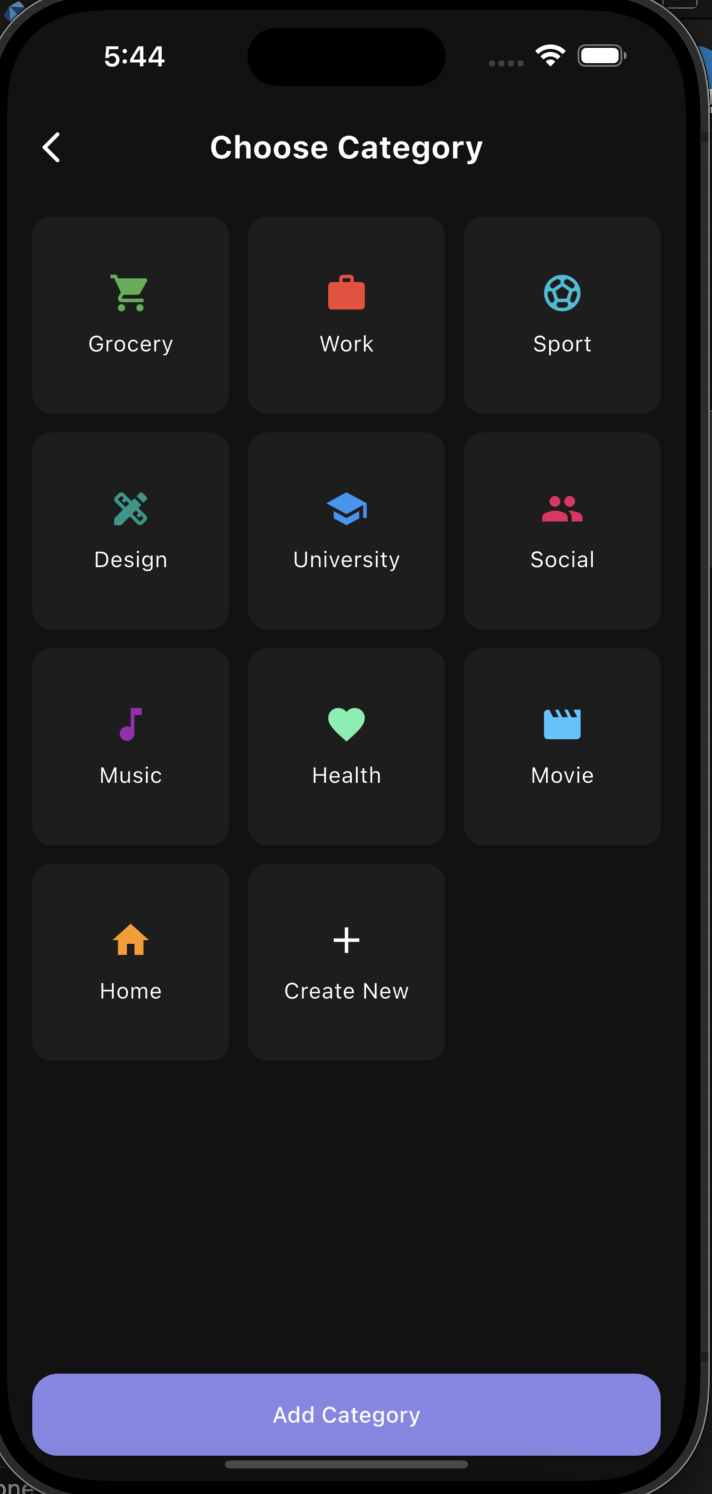 5:44
Choose Category
Grocery
Work
Sport
Design
University
Social
Music
Health
Movie
Home
Create New
Add Category